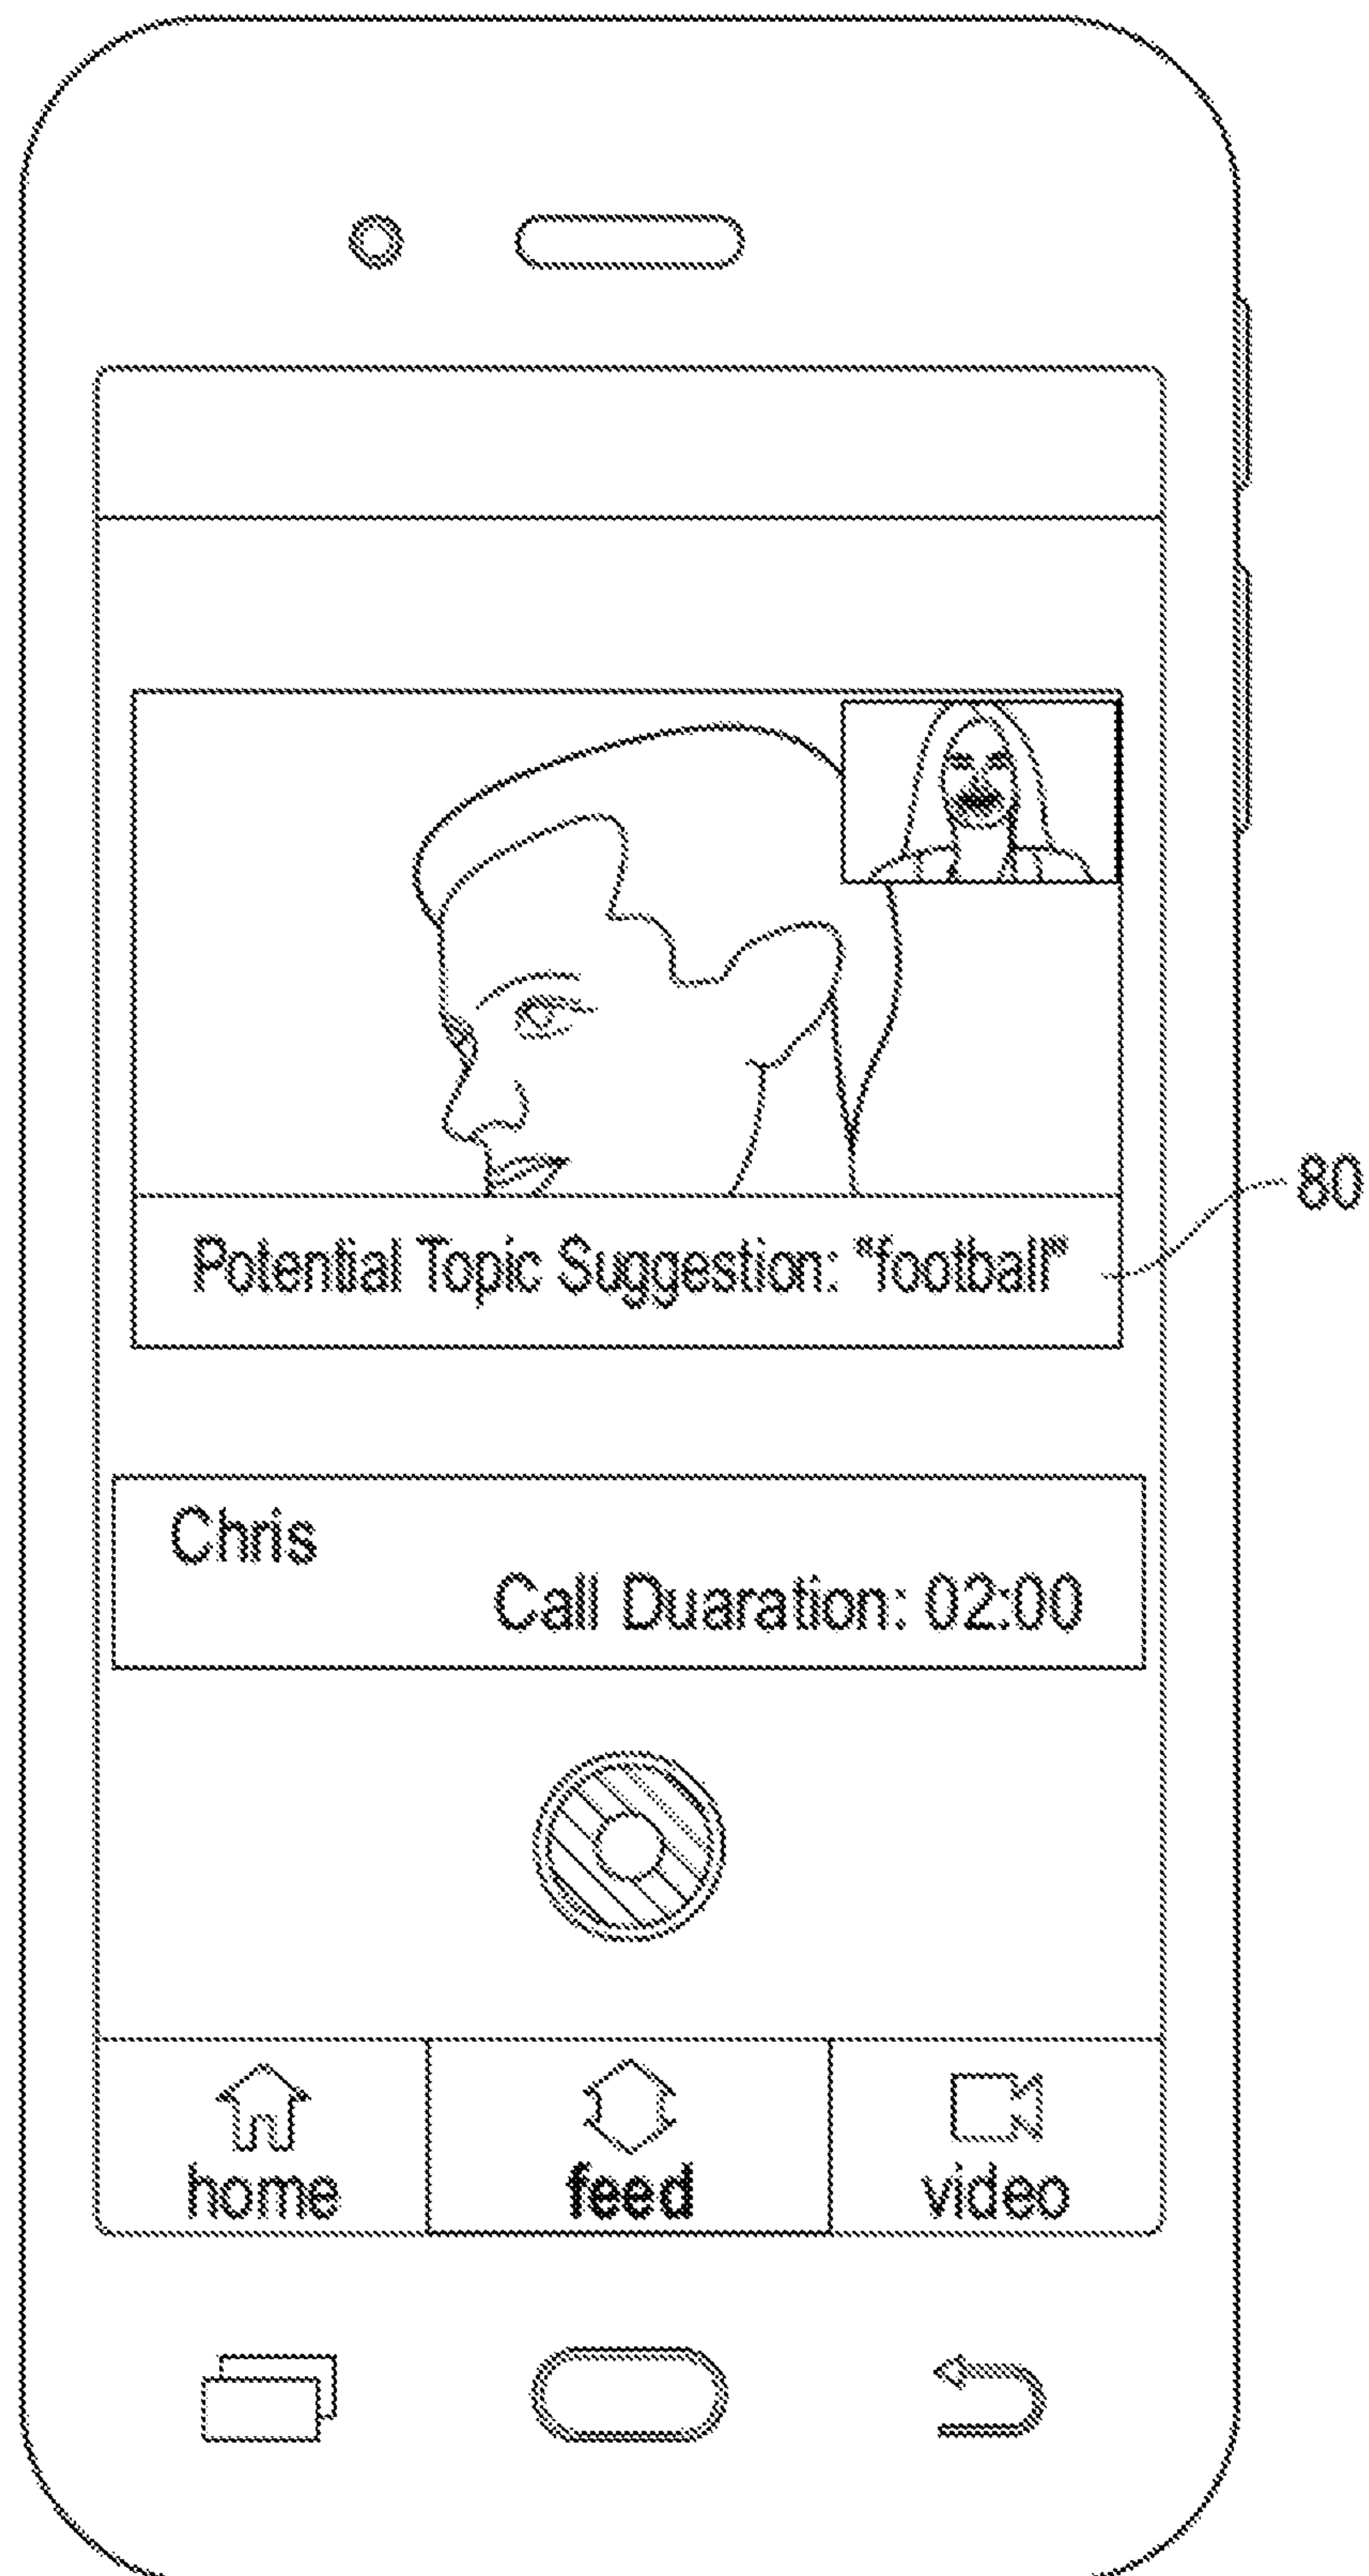 80
Potential Topic Suggestion: "football"
Chris
Call Duaration: 02:00
home feed video